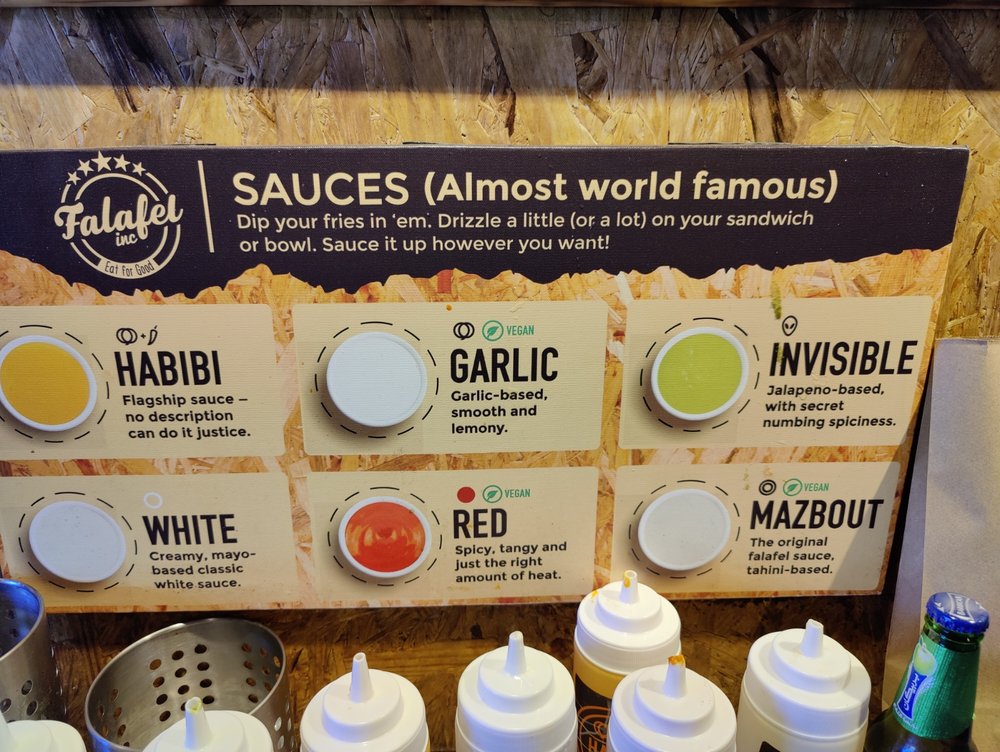 Falafel
inc
Eat for Good
SAUCES (Almost world famous)
Dip your fries in 'em. Drizzle a little (or a lot) on your sandwich
or bowl. Sauce it up however you want!
HABIBI
Flagship sauce –
no description
can do it justice.
VEGAN
GARLIC
Garlic-based,
smooth and
lemony.
INVISIBLE
Jalapeno-based,
with secret
numbing spiciness.
WHITE
Creamy, mayo-
based classic
white sauce.
VEGAN
RED
Spicy, tangy and
just the right
amount of heat.
VEGAN
MAZBOUT
The original
falafel sauce,
tahini-based.